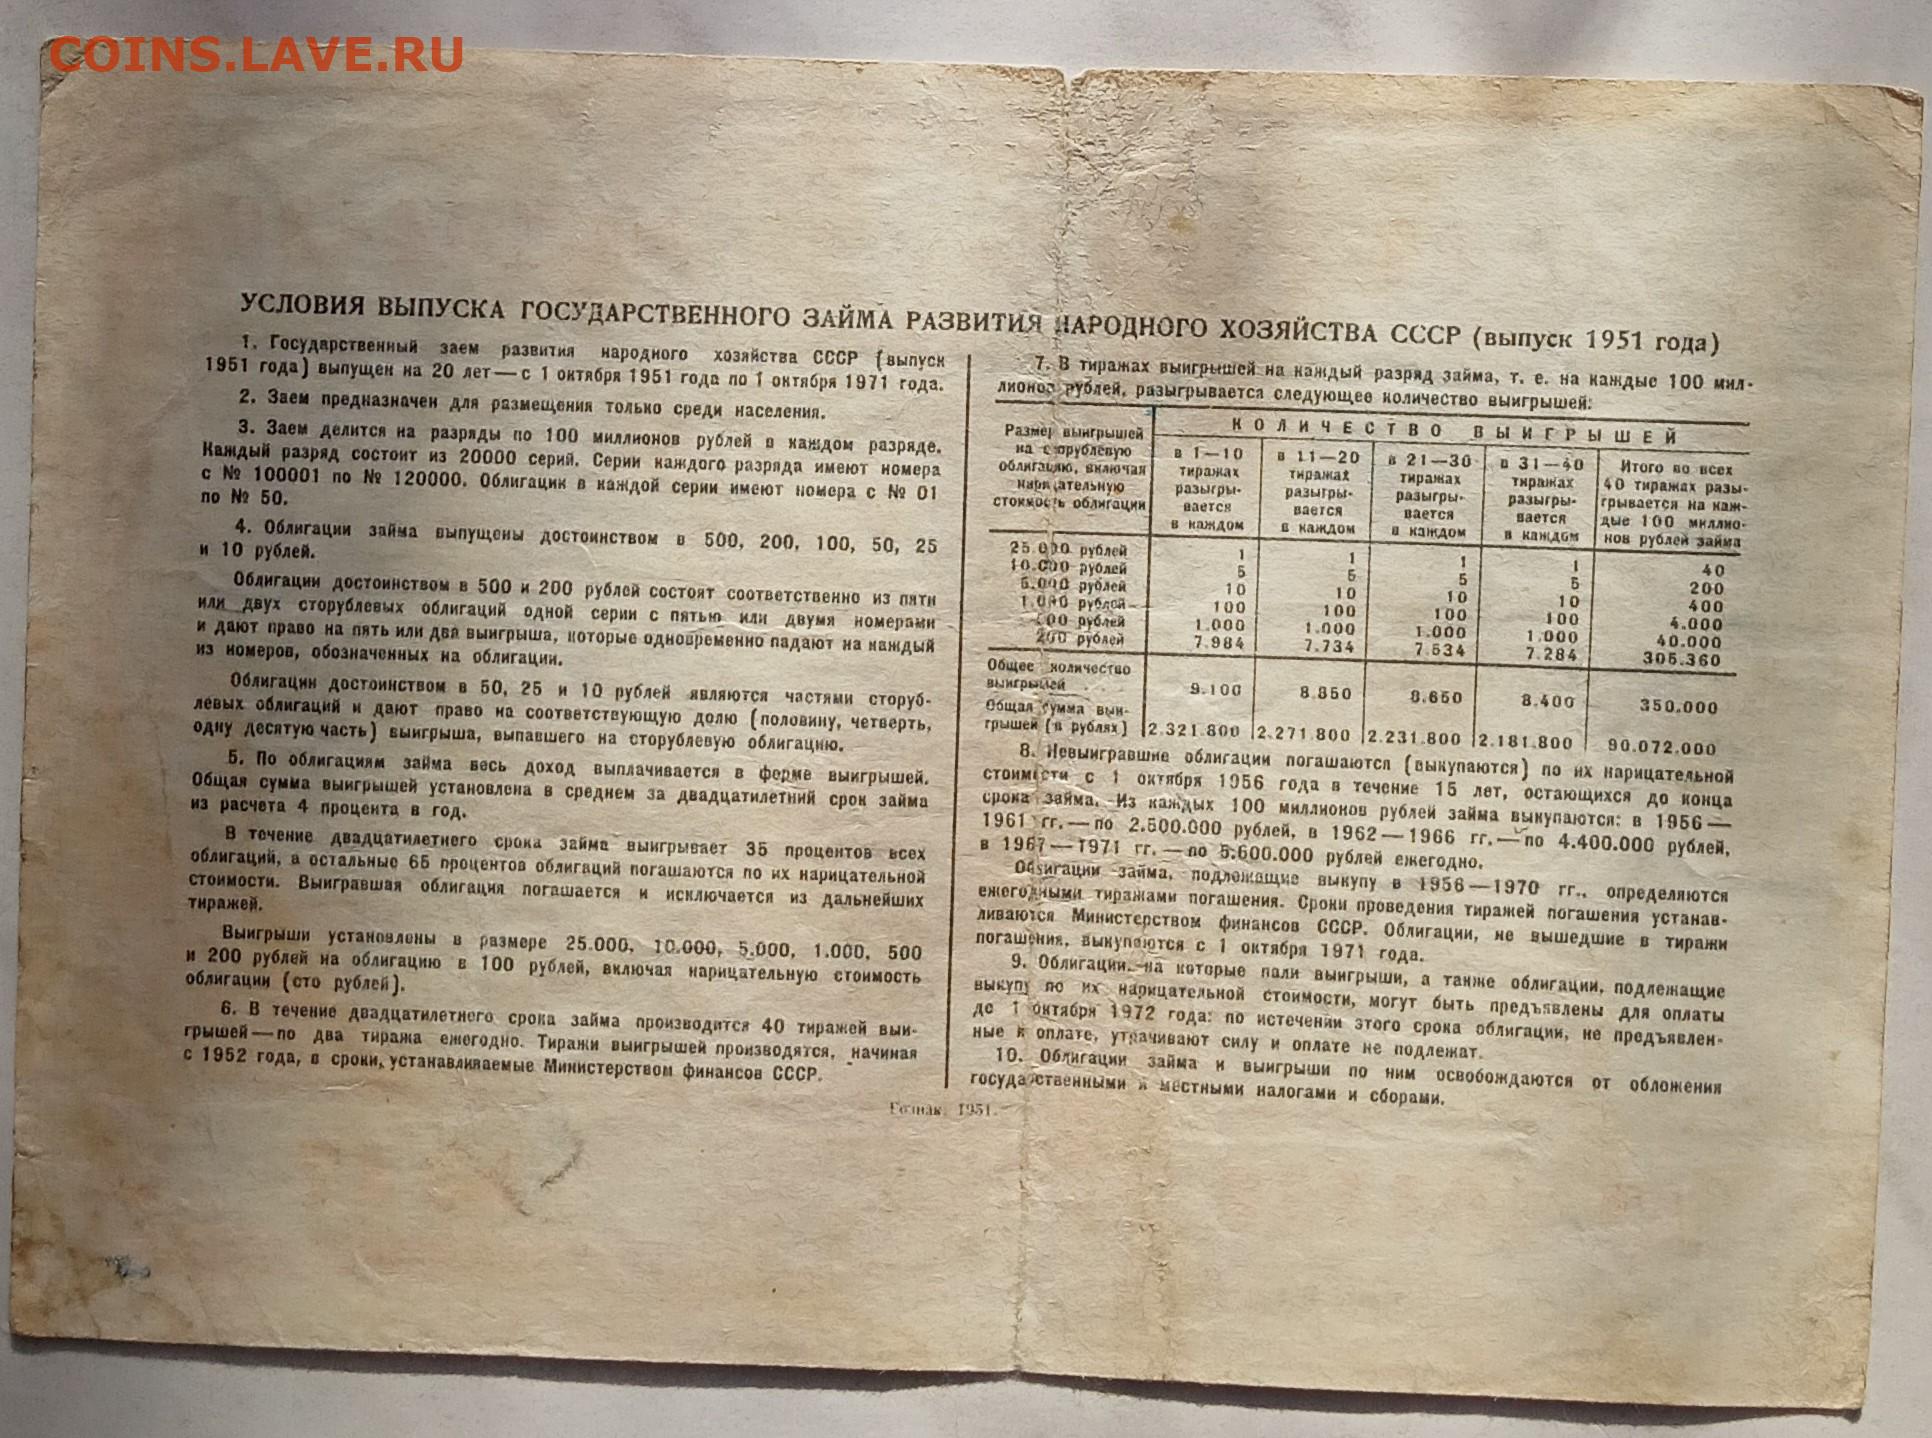 COINS.LAVE.RU
УСЛОВИЯ ВЫПУСКА ГОСУДАРСТВЕННОГО ЗАЙМА РАЗВИТИЯ НАРОДНОГО ХОЗЯЙСТВА СССР (выпуск 1951 года)
1. Государственный заем развития народного хозяйства СССР (выпуск
1951 года) выпущен на 20 лет — с 1 октября 1951 года по 1 октября 1971 года.
2. Заем предназначен для размещения только среди населения.
3. Заем делится на разряды по 100 миллионов рублей в каждом разряде.
Каждый разряд состоит из 20000 серий. Серии каждого разряда имеют номера
с № 100001 по № 120000. Облигации в каждой серии имеют номера с № 01
по № 50.
4. Облигации займа выпущены достоинством в 500, 200, 100, 50, 25
и 10 рублей.
Облигации достоинством в 500 и 200 рублей состоят соответственно из пяти
или двух сторублевых облигаций одной серии с пятью или двумя номерами
и дают право на пять или два выигрыша, которые одновременно падают на каждый
из номеров, обозначенных на облигации.
Облигации достоинством в 50, 25 и 10 рублей являются частями сторуб-
левых облигаций и дают право на соответствующую долю (половину, четверть,
одну десятую часть) выигрыша, выпавшего на сторублевую облигацию.
5. По облигациям займа весь доход выплачивается в форме выигрышей.
Общая сумма выигрышей установлена в среднем за двадцатилетний срок займа
из расчета 4 процента в год.
В течение двадцатилетнего срока займа выигрывает 35 процентов всех
облигаций, а остальные 65 процентов облигаций погашаются по их нарицательной
стоимости. Выигравшая облигация погашается и исключается из дальнейших
тиражей.
Выигрыши установлены в размере 25.000, 10.000, 5.000, 1.000, 500
и 200 рублей на облигацию в 100 рублей, включая нарицательную стоимость
облигации (сто рублей).
6. В течение двадцатилетнего срока займа производится 40 тиражей выи-
грышей — по два тиража ежегодно. Тиражи выигрышей производятся, начиная
с 1952 года, в сроки, устанавливаемые Министерством финансов СССР.
7. В тиражах выигрышей на каждый разряд займа, т. е. на каждые 100 мил-
лионов рублей, разыгрывается следующее количество выигрышей:
Размер выигрышей
на сторублевую
облигацию, включая
нарицательную
стоимость облигации
КОЛИЧЕСТВО ВЫИГРЫШЕЙ
в 1—10
тиражах
разыгры-
вается
в каждом
в 11—20
тиражах
разыгры-
вается
в каждом
в 21—30
тиражах
разыгры-
вается
в каждом
в 31—40
тиражах
разыгры-
вается
в каждом
Итого во всех
40 тиражах разы-
грывается на каж-
дые 100 миллио-
нов рублей займа
25.000 рублей 1 1 1 1 40
10.000 рублей 5 5 5 5 200
5.000 рублей 10 10 10 10 400
1.000 рублей 100 100 100 100 4.000
500 рублей 1.000 1.000 1.000 1.000 40.000
200 рублей 7.984 7.734 7.534 7.284 305.360
Общее количество
выигрышей . . 9.100 8.850 8.650 8.400 350.000
Общая сумма выи-
грышей (в рублях) 2.321.800 2.271.800 2.231.800 2.181.800 90.072.000
8. Невыигравшие облигации погашаются (выкупаются) по их нарицательной
стоимости с 1 октября 1956 года в течение 15 лет, остающихся до конца
срока займа. Из каждых 100 миллионов рублей займа выкупаются: в 1956 —
1961 гг. — по 2.500.000 рублей, в 1962 — 1966 гг. — по 4.400.000 рублей,
в 1967 — 1971 гг. — по 5.600.000 рублей ежегодно.
Облигации займа, подлежащие выкупу в 1956 — 1970 гг., определяются
ежегодными тиражами погашения. Сроки проведения тиражей погашения устанав-
ливаются Министерством финансов СССР. Облигации, не вышедшие в тиражи
погашения, выкупаются с 1 октября 1971 года.
9. Облигации, на которые пали выигрыши, а также облигации, подлежащие
выкупу по их нарицательной стоимости, могут быть предъявлены для оплаты
до 1 октября 1972 года: по истечении этого срока облигации, не предъявлен-
ные к оплате, утрачивают силу и оплате не подлежат.
10. Облигации займа и выигрыши по ним освобождаются от обложения
государственными и местными налогами и сборами.
Гознак. 1951.